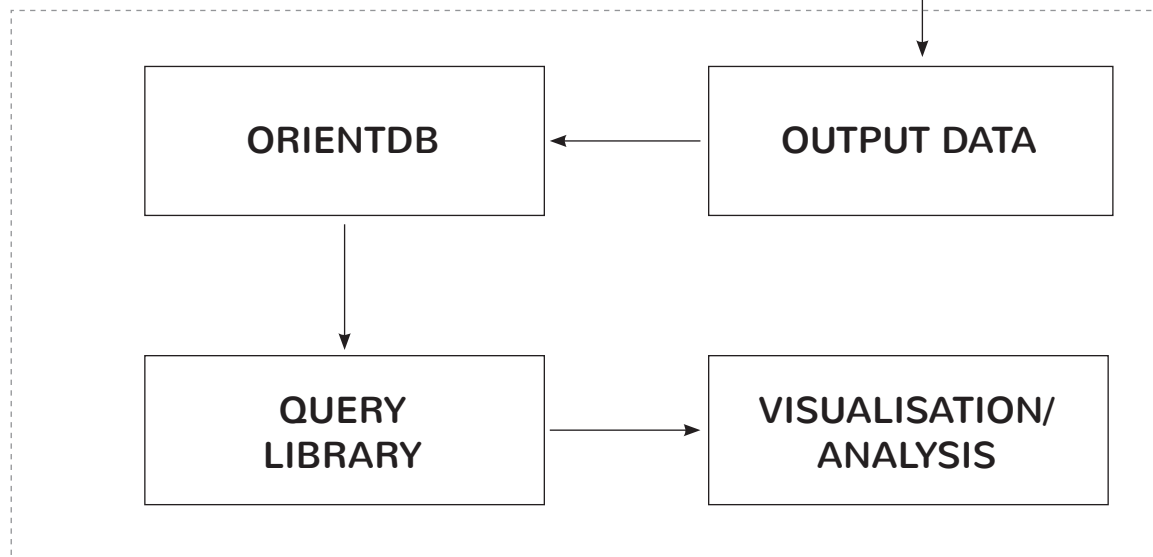 ORIENTDB
OUTPUT DATA
QUERY
LIBRARY
VISUALISATION/
ANALYSIS